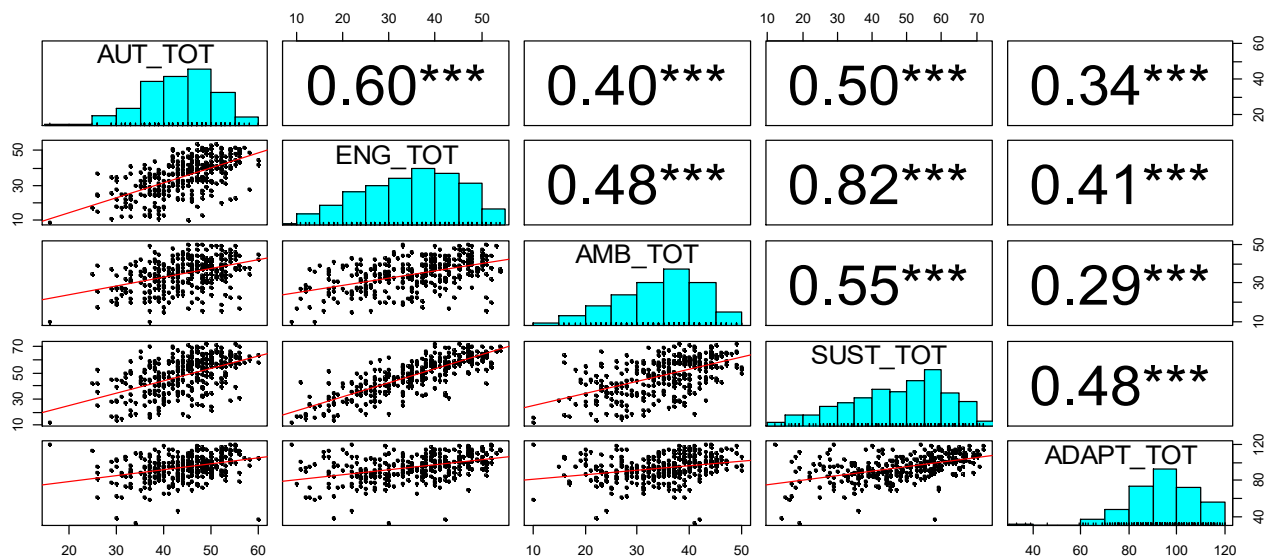 10 20 30 40 50 10 20 30 40 50 60 70
AUT_TOT 0.60*** 0.40*** 0.50*** 0.34*** 20 40 60
10 30 50 ENG_TOT 0.48*** 0.82*** 0.41***
AMB_TOT 0.55*** 0.29*** 10 30 50
10 30 50 70 SUST_TOT 0.48***
ADAPT_TOT 40 80 120
20 30 40 50 60 10 20 30 40 50 40 60 80 100 120